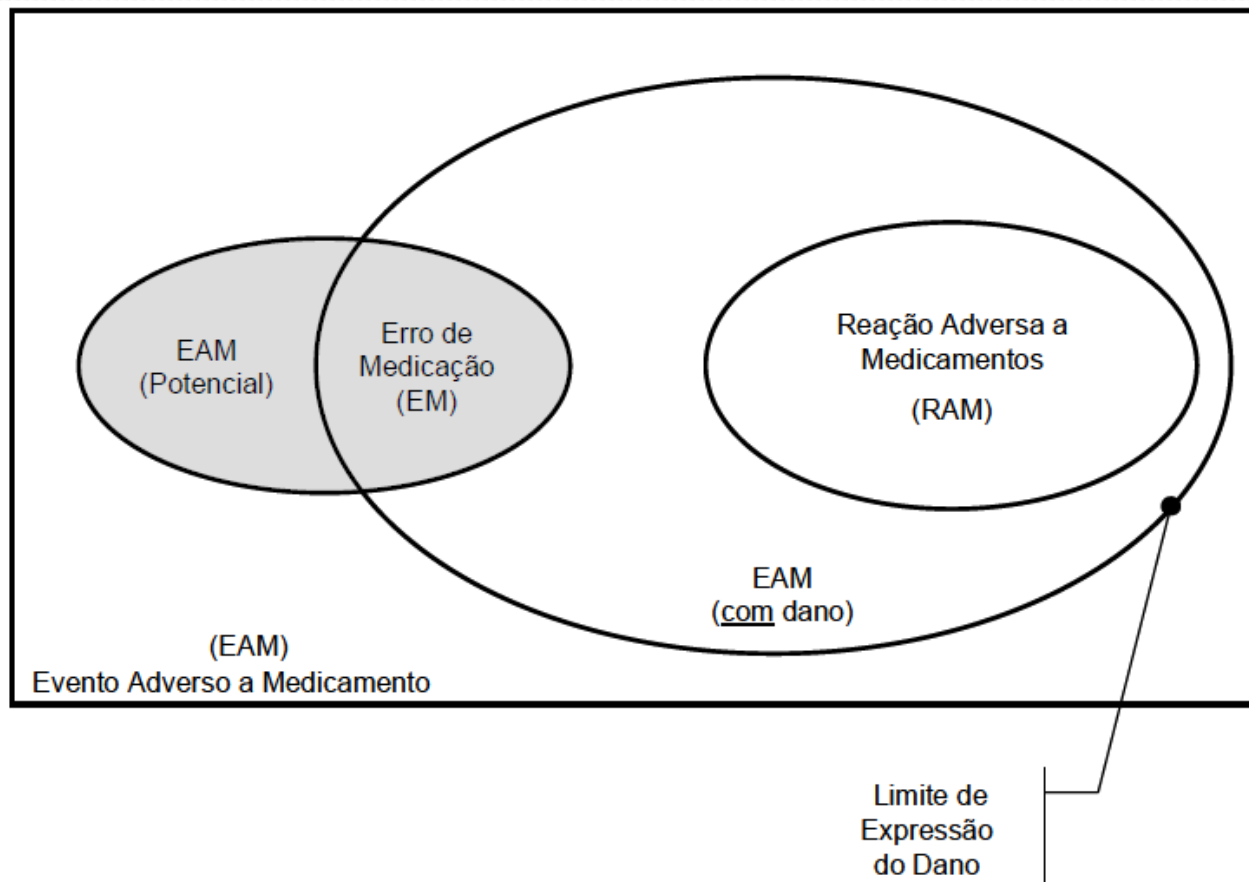 EAM
(Potencial)
Erro de
Medicação
(EM)
Reação Adversa a
Medicamentos
(RAM)
EAM
(com dano)
(EAM)
Evento Adverso a Medicamento
Limite de
Expressão
do Dano